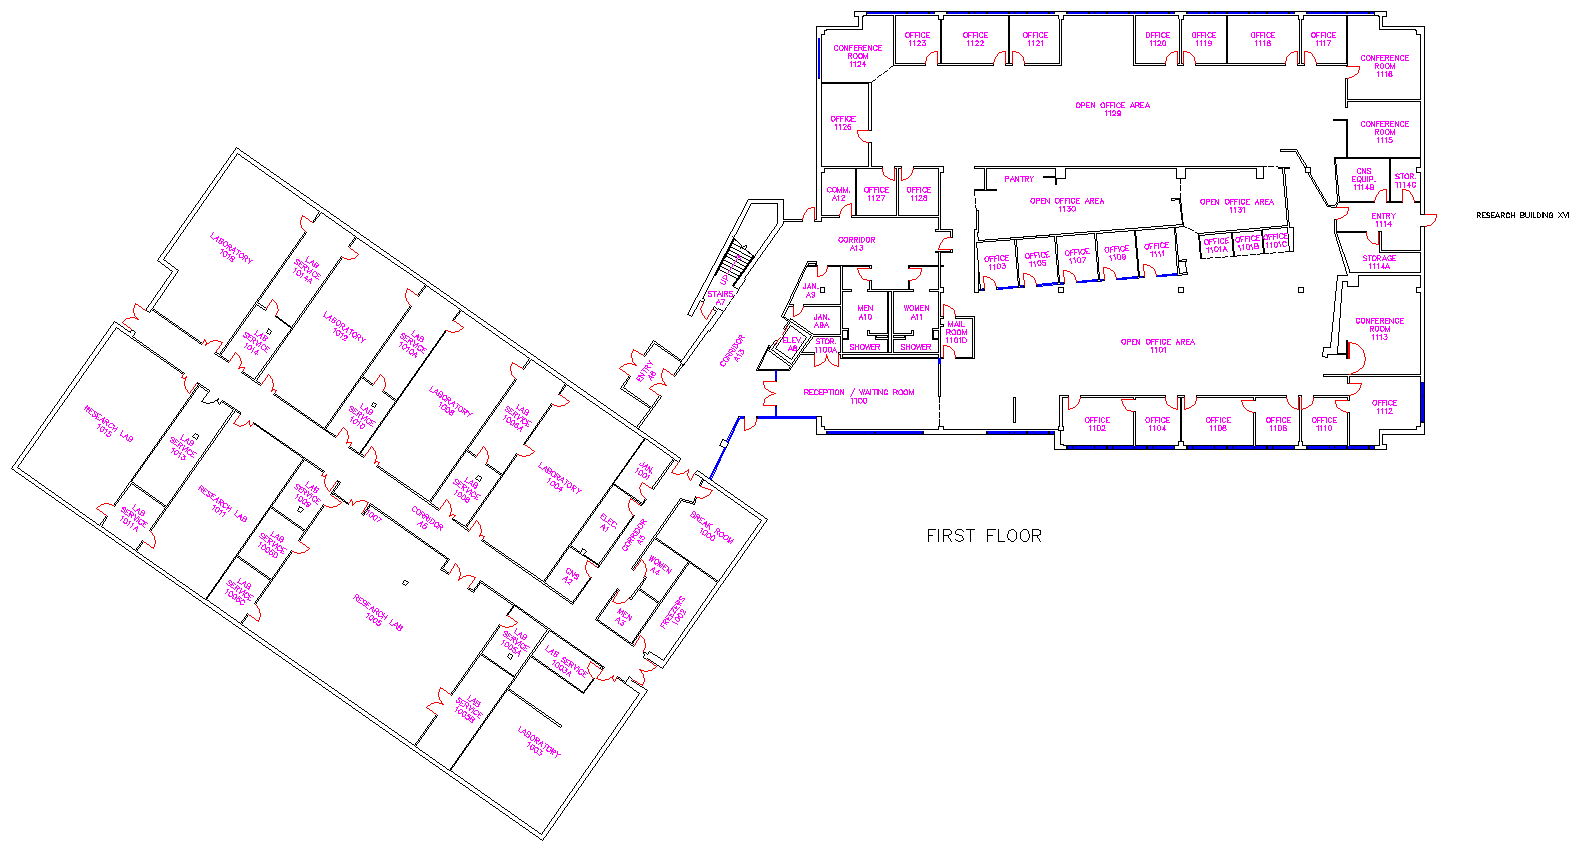 OFFICE
1123
OFFICE
1122
OFFICE
1121
OFFICE
1120
OFFICE
1119
OFFICE
1118
OFFICE
1117
CONFERENCE
ROOM
1124
CONFERENCE
ROOM
1116
OPEN OFFICE AREA
1129
OFFICE
1126
CONFERENCE
ROOM
1115
COMM.
A12
OFFICE
1127
OFFICE
1128
PANTRY
OPEN OFFICE AREA
1130
OPEN OFFICE AREA
1131
CNS
EQUIP.
1114B
STOR.
1114C
ENTRY
1114
RESEARCH BUILDING XVI
CORRIDOR
A13
OFFICE
1103
OFFICE
1105
OFFICE
1107
OFFICE
1109
OFFICE
1111
OFFICE
1101A
OFFICE
1101B
OFFICE
1101C
STORAGE
1114A
UP
STAIRS
A7
JAN.
A9
JAN.
A9A
MEN
A10
WOMEN
A11
MAIL
ROOM
1101D
ELEV.
A8
STOR.
1100A
SHOWER
SHOWER
OPEN OFFICE AREA
1101
CONFERENCE
ROOM
1113
CORRIDOR
A13
ENTRY
A6
RECEPTION / WAITING ROOM
1100
OFFICE
1102
OFFICE
1104
OFFICE
1106
OFFICE
1108
OFFICE
1110
OFFICE
1112
FIRST FLOOR
LABORATORY
1016
LAB
SERVICE
1014A
LAB
SERVICE
1014
LABORATORY
1012
LAB
SERVICE
1010A
LAB
SERVICE
1010
LABORATORY
1008
LAB
SERVICE
1006A
LAB
SERVICE
1006
LABORATORY
1004
JAN.
1001
ELEC.
A1
CNS
A2
CORRIDOR
A5
BREAK ROOM
1000
WOMEN
A4
MEN
A3
FREEZERS
1002
RESEARCH LAB
1015
LAB
SERVICE
1013
LAB
SERVICE
1011A
RESEARCH LAB
1011
LAB
SERVICE
1009
LAB
SERVICE
1005D
LAB
SERVICE
1005C
1007
CORRIDOR
A5
RESEARCH LAB
1005
LAB
SERVICE
1005A
LAB
SERVICE
1005B
LAB SERVICE
1003A
LABORATORY
1003